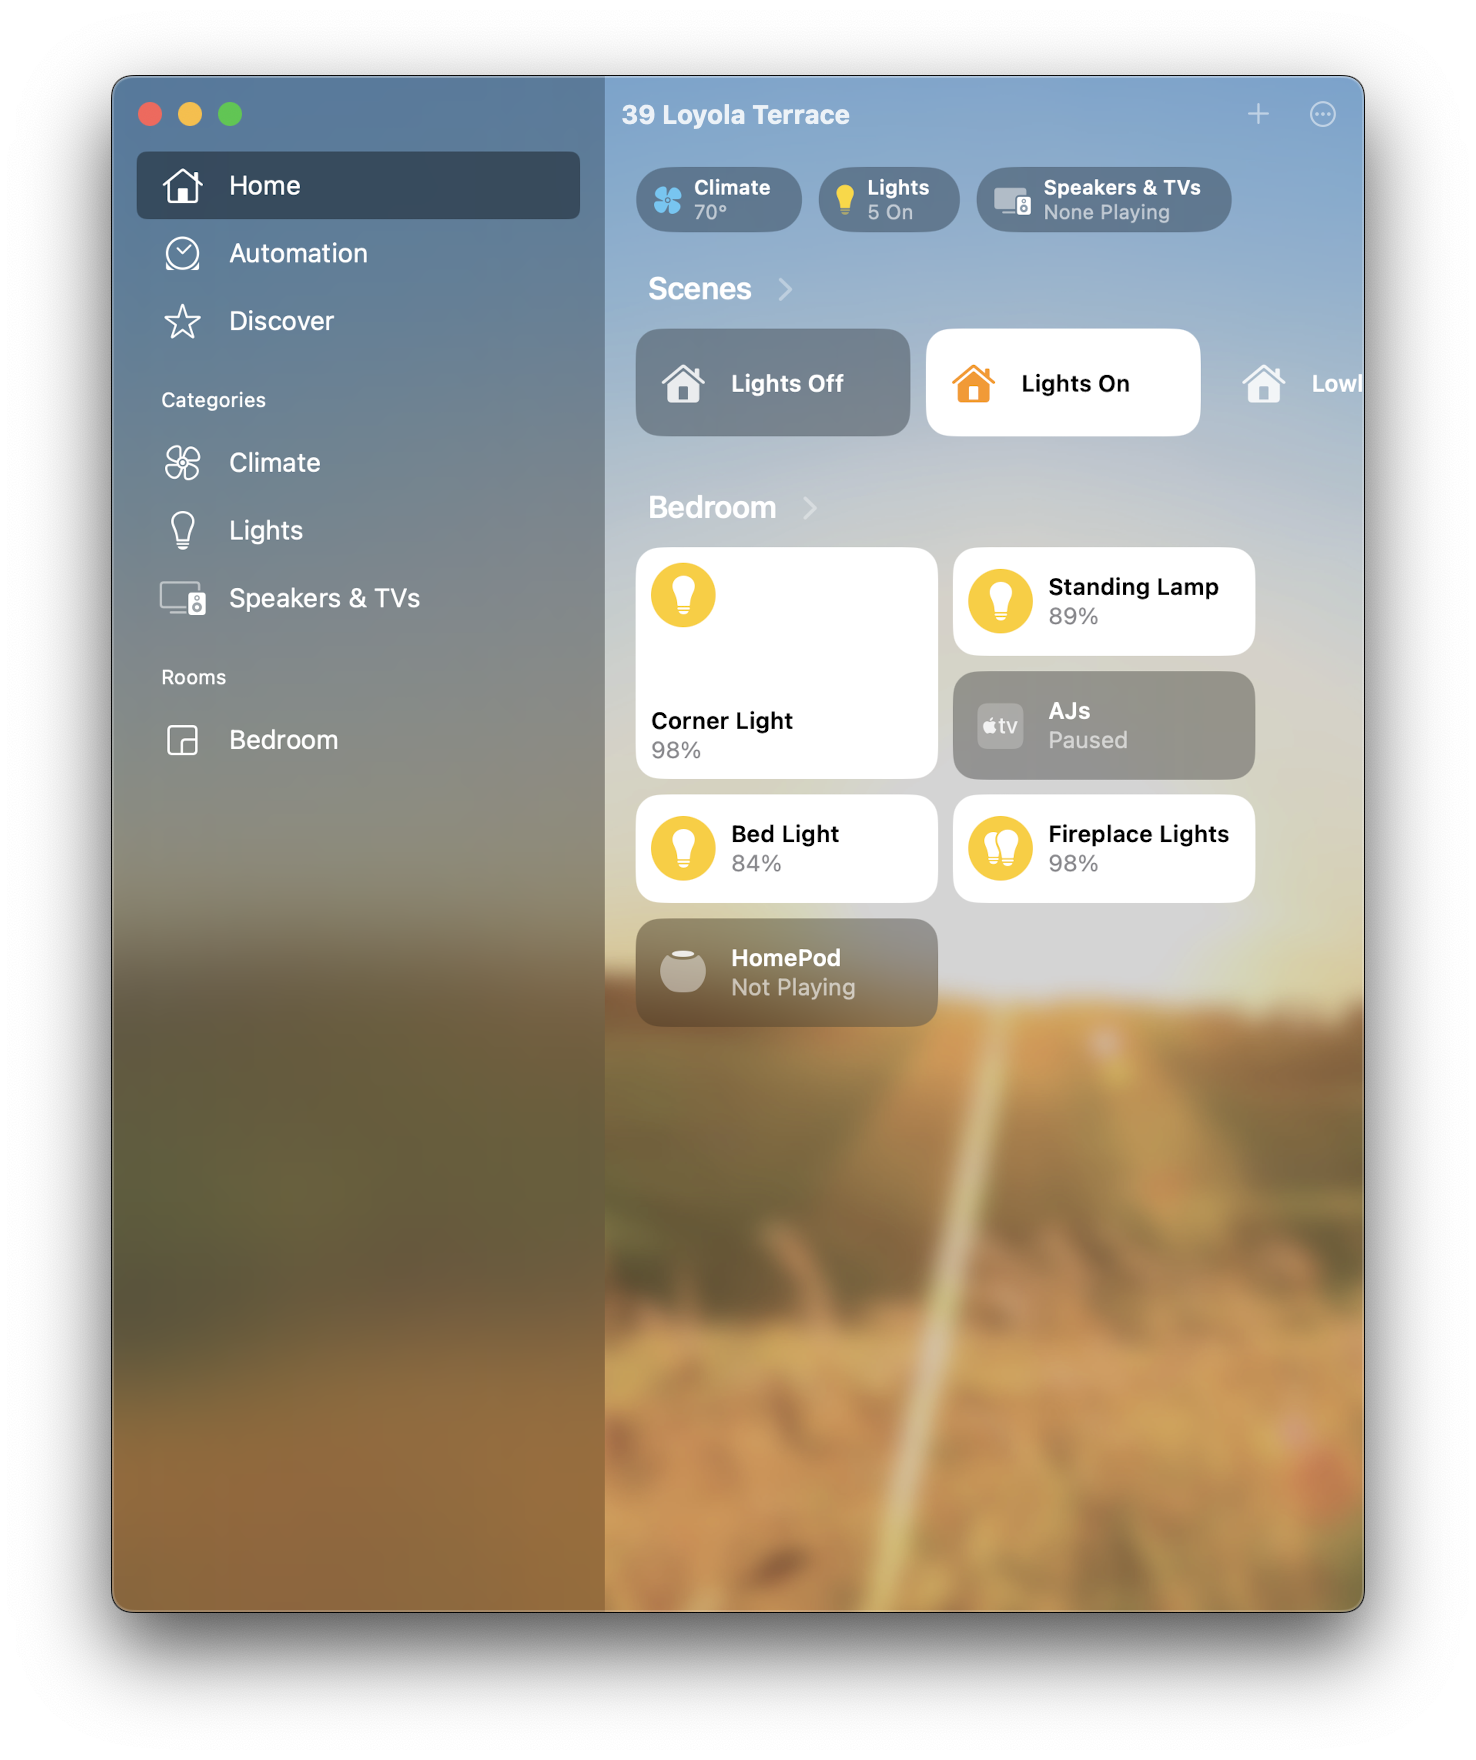 39 Loyola Terrace
Home
Automation
Discover
Categories
Climate
Lights
Speakers & TVs
Rooms
Bedroom
Climate
70°
Lights
5 On
Speakers & TVs
None Playing
Scenes
Lights Off
Lights On
Lowl
Bedroom
Corner Light
98%
Standing Lamp
89%
tv
AJs
Paused
Bed Light
84%
Fireplace Lights
98%
HomePod
Not Playing